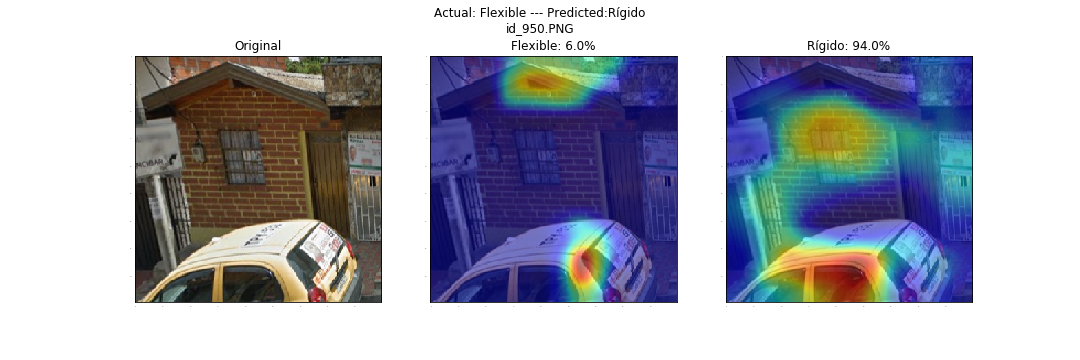 Actual: Flexible --- Predicted:Rígido
id_950.PNG
Original
Flexible: 6.0%
Rígido: 94.0%